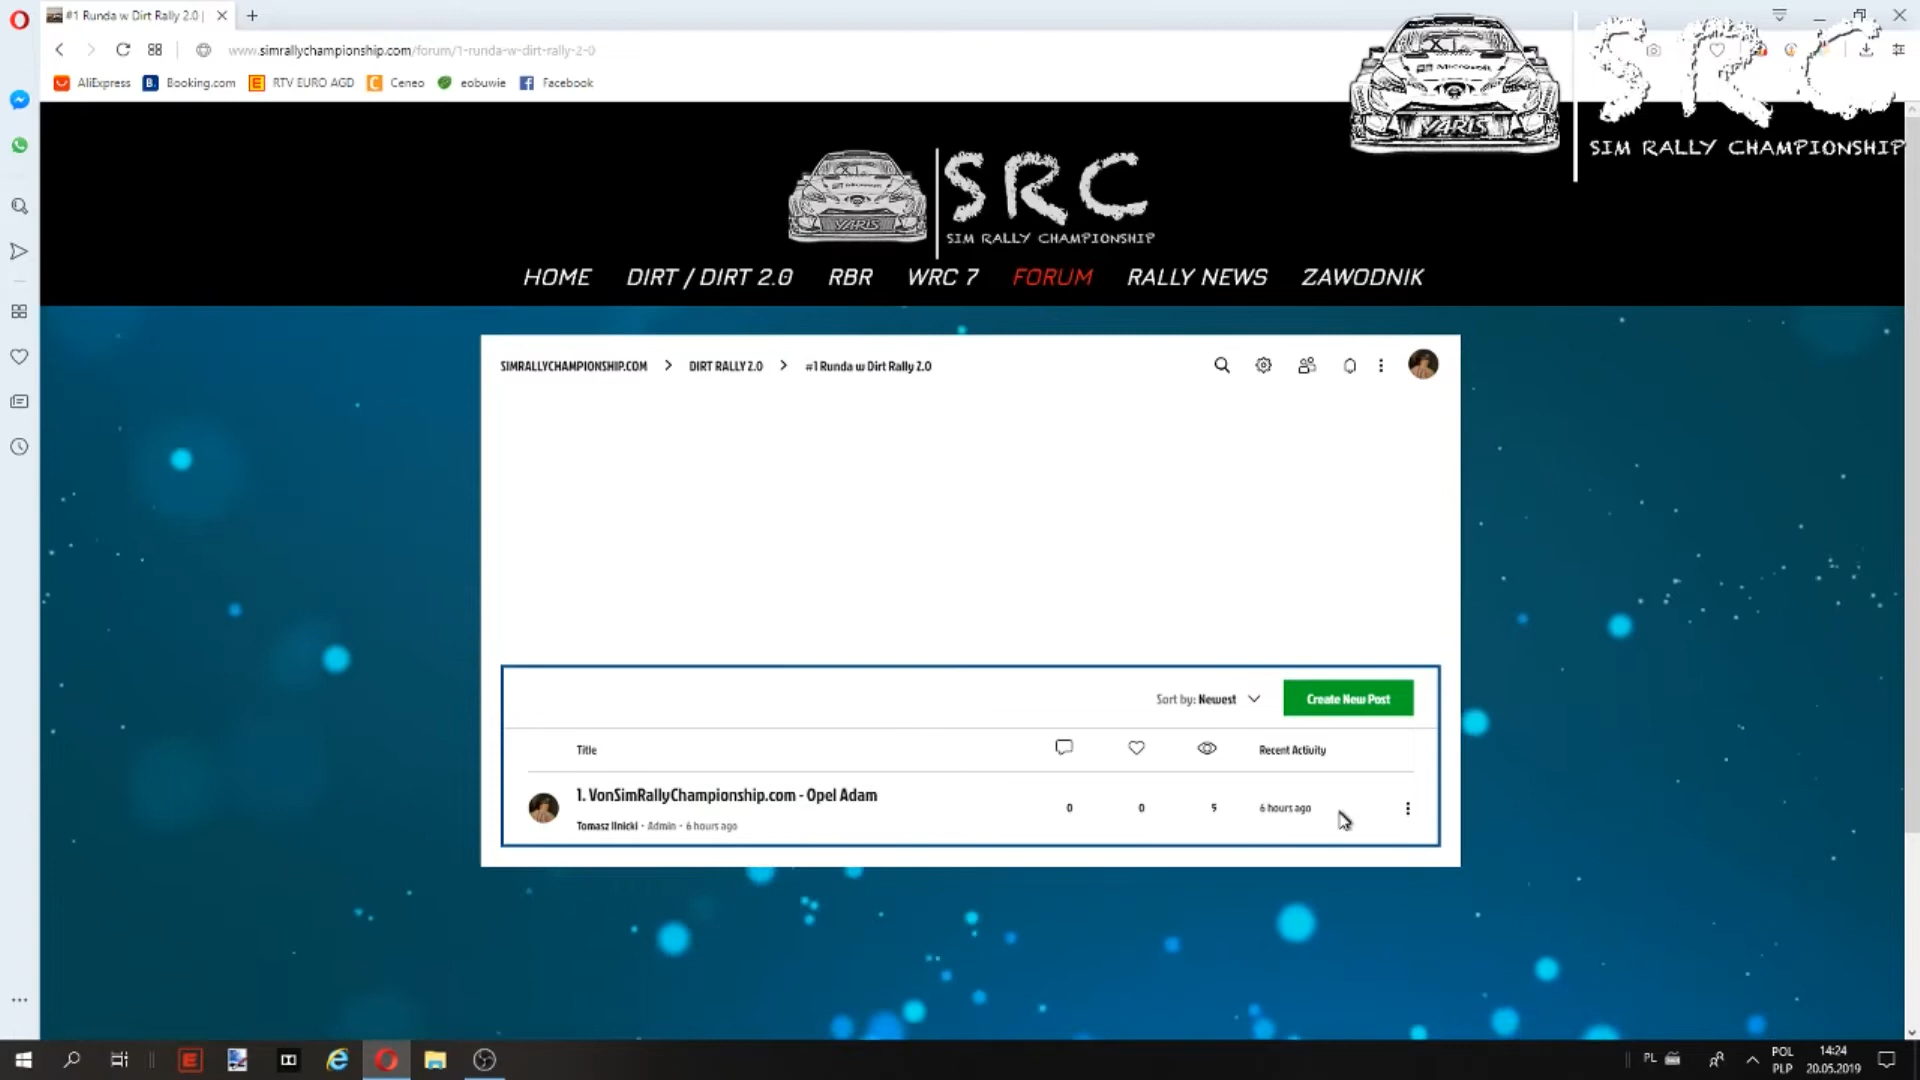 #1 Runda w Dirt Rally 2.0 |
www.simrallychampionship.com/forum/1-runda-w-dirt-rally-2-0
AliExpress
Booking.com
RTV EURO AGD
Ceneo
eobuwie
Facebook
YARIS
SRC
SIM RALLY CHAMPIONSHIP
YARIS
SRC
SIM RALLY CHAMPIONSHIP
HOME DIRT / DIRT 2.0 RBR WRC 7 FORUM RALLY NEWS ZAWODNIK
SIMRALLYCHAMPIONSHIP.COM > DIRT RALLY 2.0 > #1 Runda w Dirt Rally 2.0
Sort by: Newest
Create New Post
Title
Recent Activity
1. VonSimRallyChampionship.com - Opel Adam
0 0 5 6 hours ago
Tomasz Ilnicki · Admin · 6 hours ago
PL
POL
PLP
14:24
20.05.2019